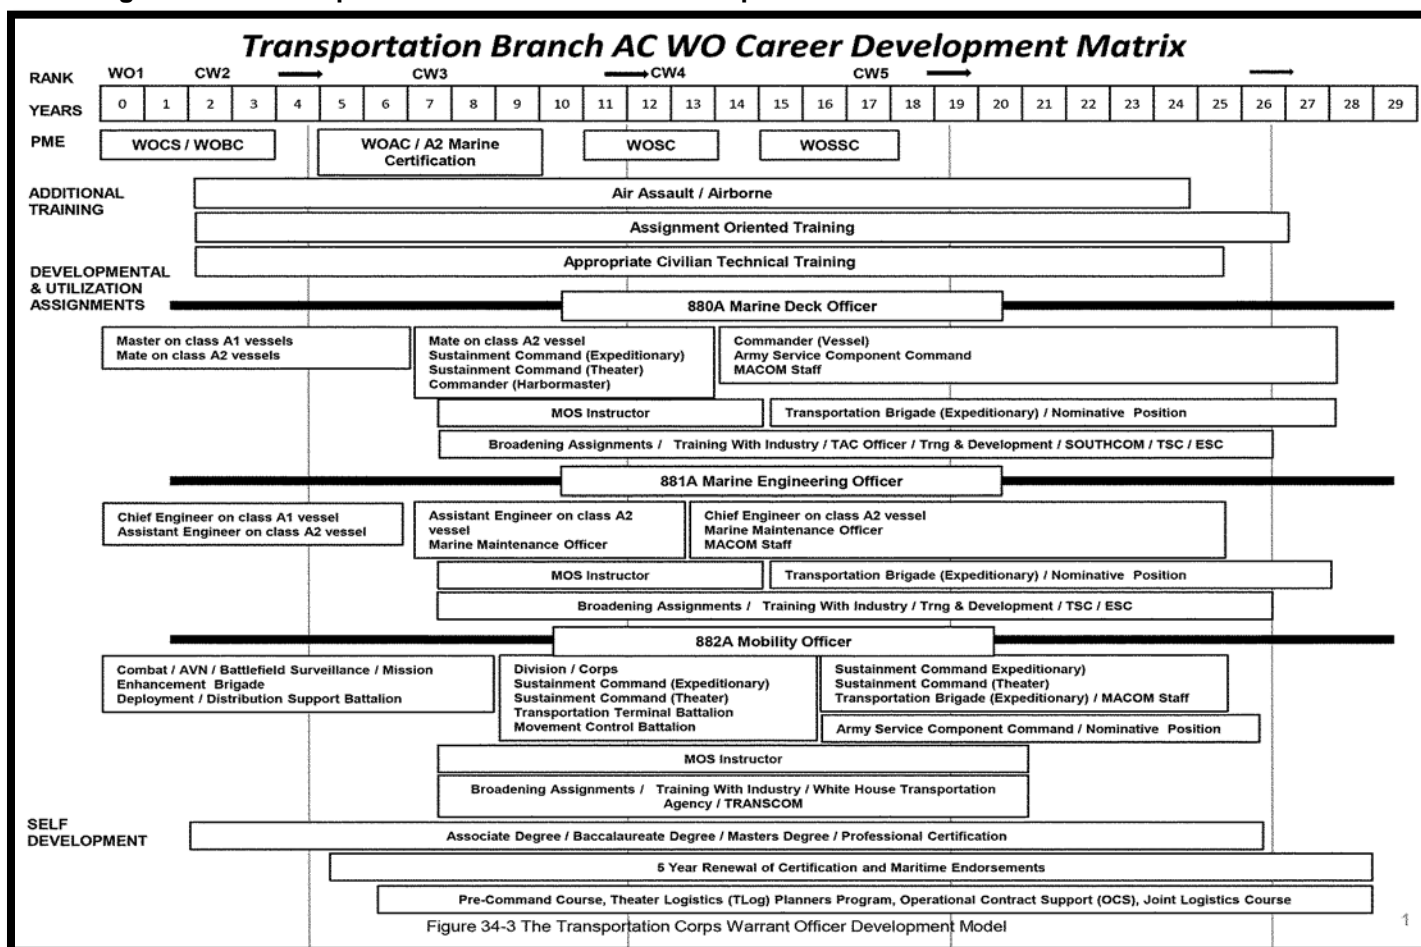 Transportation Branch AC WO Career Development Matrix
RANK WO1 CW2 CW3 CW4 CW5
YEARS 0 1 2 3 4 5 6 7 8 9 10 11 12 13 14 15 16 17 18 19 20 21 22 23 24 25 26 27 28 29
PME
WOCS / WOBC
WOAC / A2 Marine
Certification
WOSC
WOSSC
ADDITIONAL
TRAINING
Air Assault / Airborne
Assignment Oriented Training
Appropriate Civilian Technical Training
DEVELOPMENTAL
& UTILIZATION
ASSIGNMENTS
880A Marine Deck Officer
Master on class A1 vessels
Mate on class A2 vessels
Mate on class A2 vessel
Sustainment Command (Expeditionary)
Sustainment Command (Theater)
Commander (Harbormaster)
Commander (Vessel)
Army Service Component Command
MACOM Staff
MOS Instructor
Transportation Brigade (Expeditionary) / Nominative Position
Broadening Assignments / Training With Industry / TAC Officer / Trng & Development / SOUTHCOM / TSC / ESC
881A Marine Engineering Officer
Chief Engineer on class A1 vessel
Assistant Engineer on class A2 vessel
Assistant Engineer on class A2
vessel
Marine Maintenance Officer
Chief Engineer on class A2 vessel
Marine Maintenance Officer
MACOM Staff
MOS Instructor
Transportation Brigade (Expeditionary) / Nominative Position
Broadening Assignments / Training With Industry / Trng & Development / TSC / ESC
882A Mobility Officer
Combat / AVN / Battlefield Surveillance / Mission
Enhancement Brigade
Deployment / Distribution Support Battalion
Division / Corps
Sustainment Command (Expeditionary)
Sustainment Command (Theater)
Transportation Terminal Battalion
Movement Control Battalion
Sustainment Command Expeditionary)
Sustainment Command (Theater)
Transportation Brigade (Expeditionary) / MACOM Staff
Army Service Component Command / Nominative Position
MOS Instructor
Broadening Assignments / Training With Industry / White House Transportation
Agency / TRANSCOM
SELF
DEVELOPMENT
Associate Degree / Baccalaureate Degree / Masters Degree / Professional Certification
5 Year Renewal of Certification and Maritime Endorsements
Pre-Command Course, Theater Logistics (TLog) Planners Program, Operational Contract Support (OCS), Joint Logistics Course
Figure 34-3 The Transportation Corps Warrant Officer Development Model
1